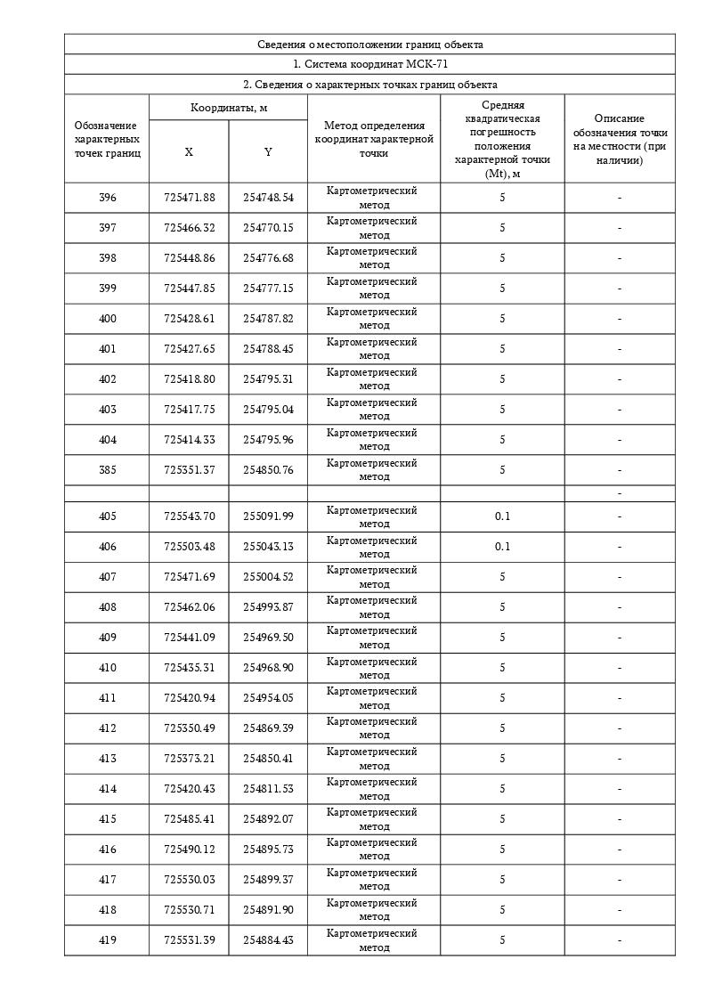 Сведения о местоположении границ объекта
1. Система координат МСК-71
2. Сведения о характерных точках границ объекта
Обозначение
характерных
точек границ
Координаты, м
X
Y
Метод определения
координат характерной
точки
Средняя
квадратическая
погрешность
положения
характерной точки
(Mt), м
Описание
обозначения точки
на местности (при
наличии)
396 725471.88 254748.54 Картометрический
метод 5 -
397 725466.32 254770.15 Картометрический
метод 5 -
398 725448.86 254776.68 Картометрический
метод 5 -
399 725447.85 254777.15 Картометрический
метод 5 -
400 725428.61 254787.82 Картометрический
метод 5 -
401 725427.65 254788.45 Картометрический
метод 5 -
402 725418.80 254795.31 Картометрический
метод 5 -
403 725417.75 254795.04 Картометрический
метод 5 -
404 725414.33 254795.96 Картометрический
метод 5 -
385 725351.37 254850.76 Картометрический
метод 5 -
-
405 725543.70 255091.99 Картометрический
метод 0.1 -
406 725503.48 255043.13 Картометрический
метод 0.1 -
407 725471.69 255004.52 Картометрический
метод 5 -
408 725462.06 254993.87 Картометрический
метод 5 -
409 725441.09 254969.50 Картометрический
метод 5 -
410 725435.31 254968.90 Картометрический
метод 5 -
411 725420.94 254954.05 Картометрический
метод 5 -
412 725350.49 254869.39 Картометрический
метод 5 -
413 725373.21 254850.41 Картометрический
метод 5 -
414 725420.43 254811.53 Картометрический
метод 5 -
415 725485.41 254892.07 Картометрический
метод 5 -
416 725490.12 254895.73 Картометрический
метод 5 -
417 725530.03 254899.37 Картометрический
метод 5 -
418 725530.71 254891.90 Картометрический
метод 5 -
419 725531.39 254884.43 Картометрический
метод 5 -